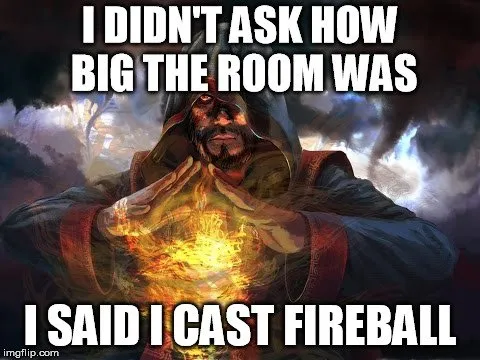 I DIDN'T ASK HOW
BIG THE ROOM WAS
I SAID I CAST FIREBALL
imgflip.com